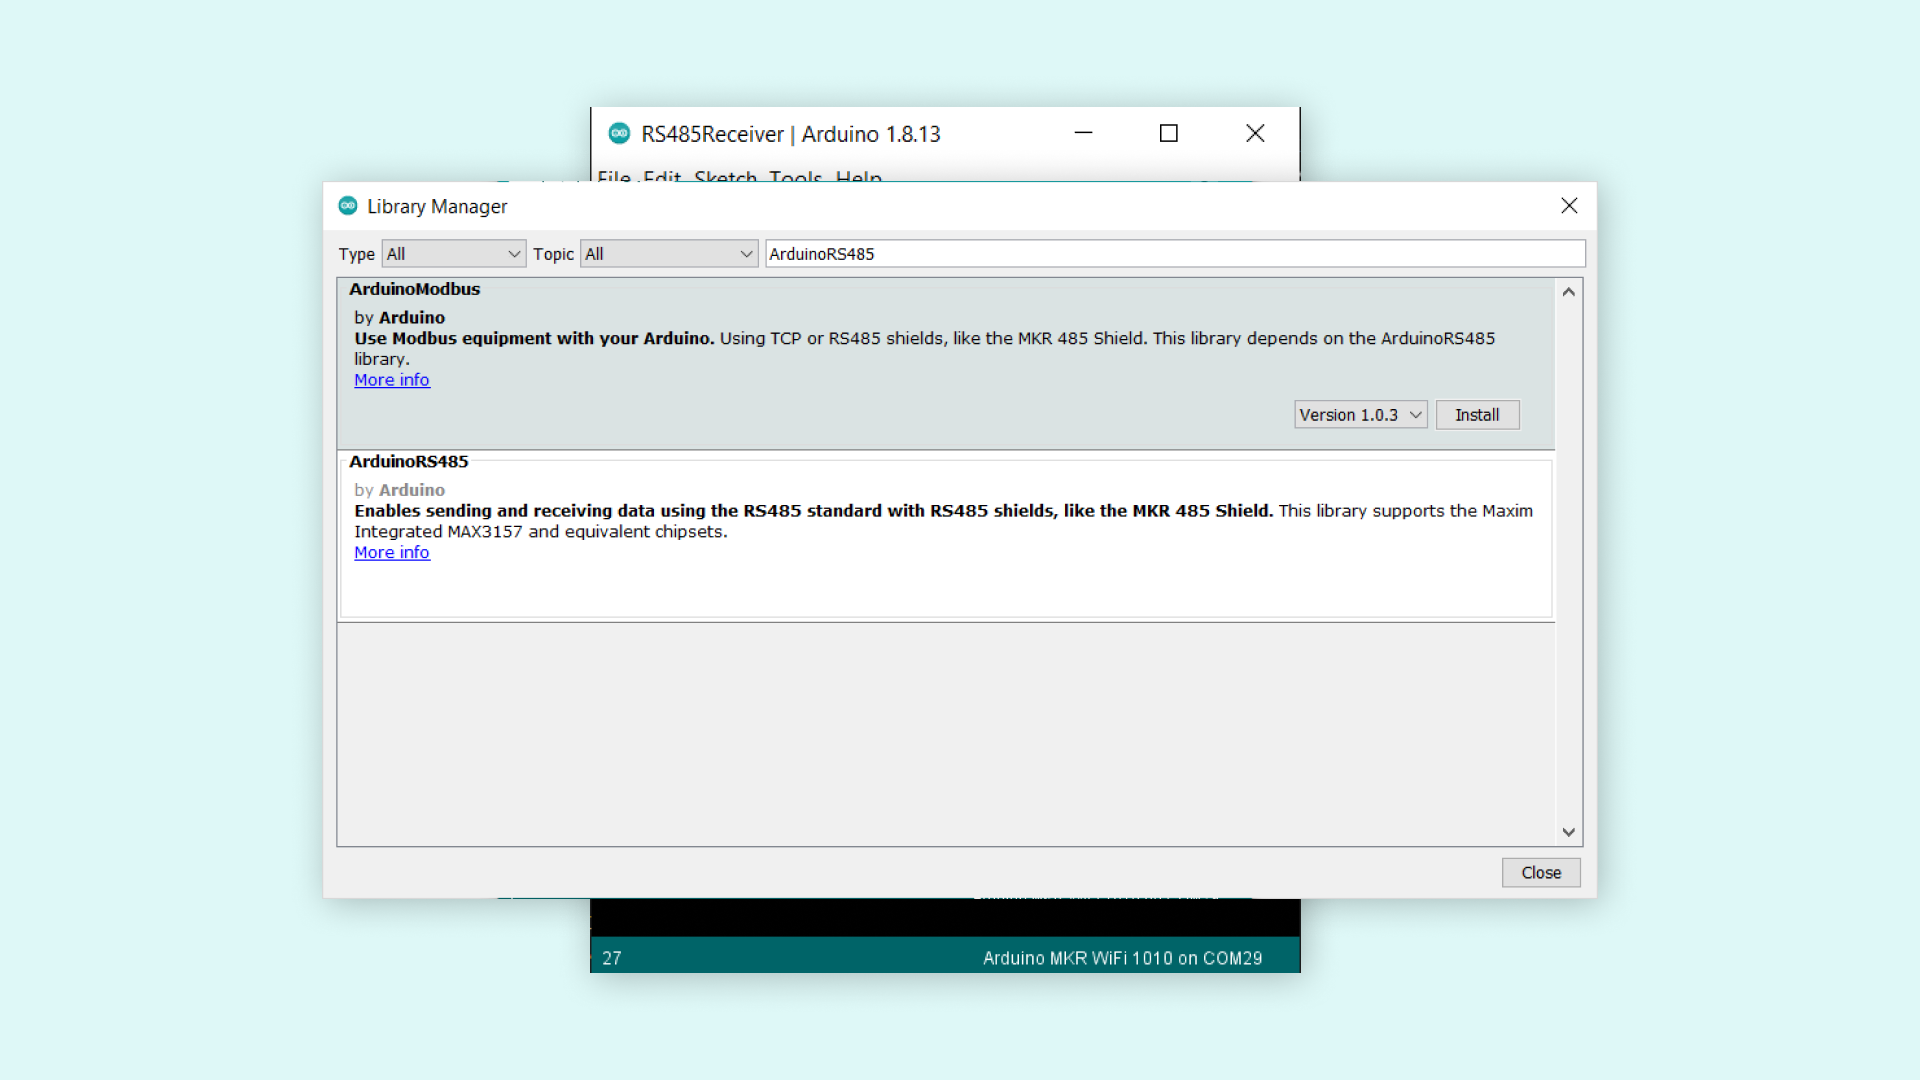 RS485Receiver | Arduino 1.8.13
File Edit Sketch Tools Help
Library Manager
Type All Topic All ArduinoRS485
ArduinoModbus
by Arduino
Use Modbus equipment with your Arduino. Using TCP or RS485 shields, like the MKR 485 Shield. This library depends on the ArduinoRS485
library.
More info
Version 1.0.3 Install
ArduinoRS485
by Arduino
Enables sending and receiving data using the RS485 standard with RS485 shields, like the MKR 485 Shield. This library supports the Maxim
Integrated MAX3157 and equivalent chipsets.
More info
Close
27 Arduino MKR WiFi 1010 on COM29